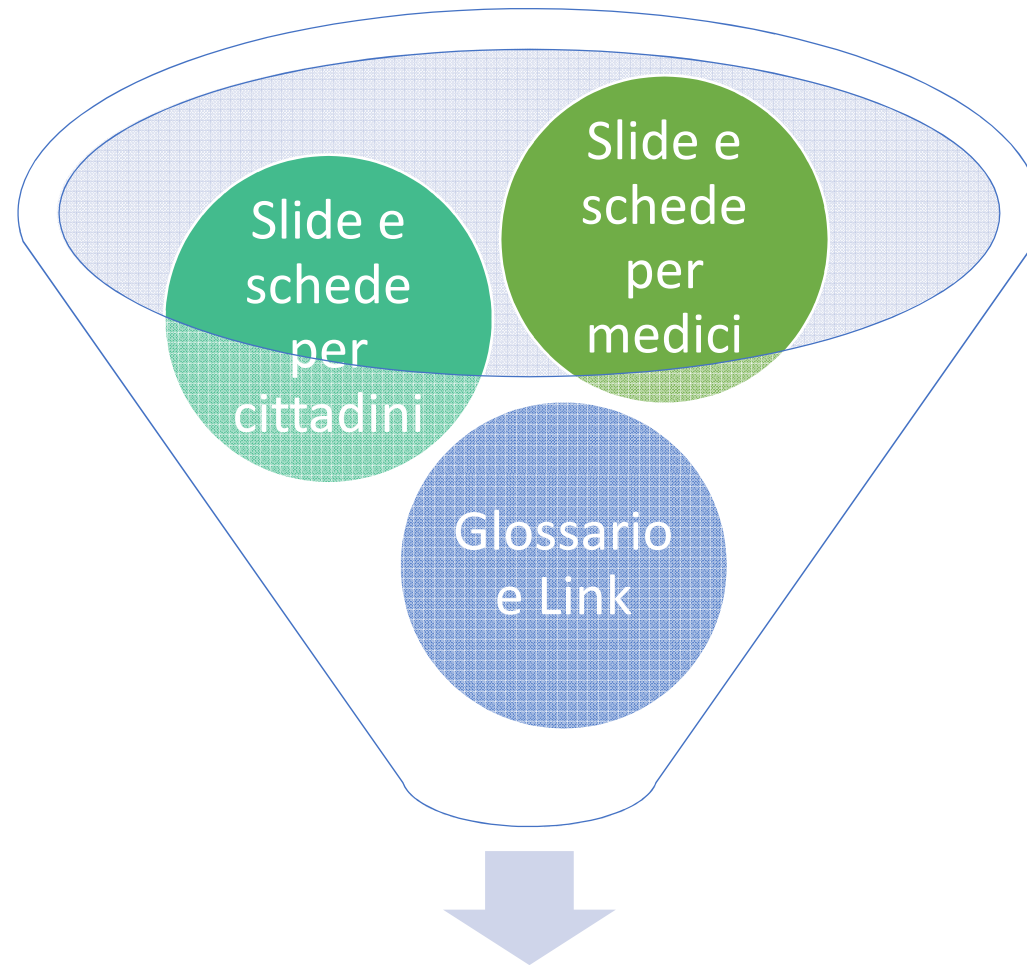 Slide e
schede
per
cittadini
Slide e
schede
per
medici
Glossario
e Link